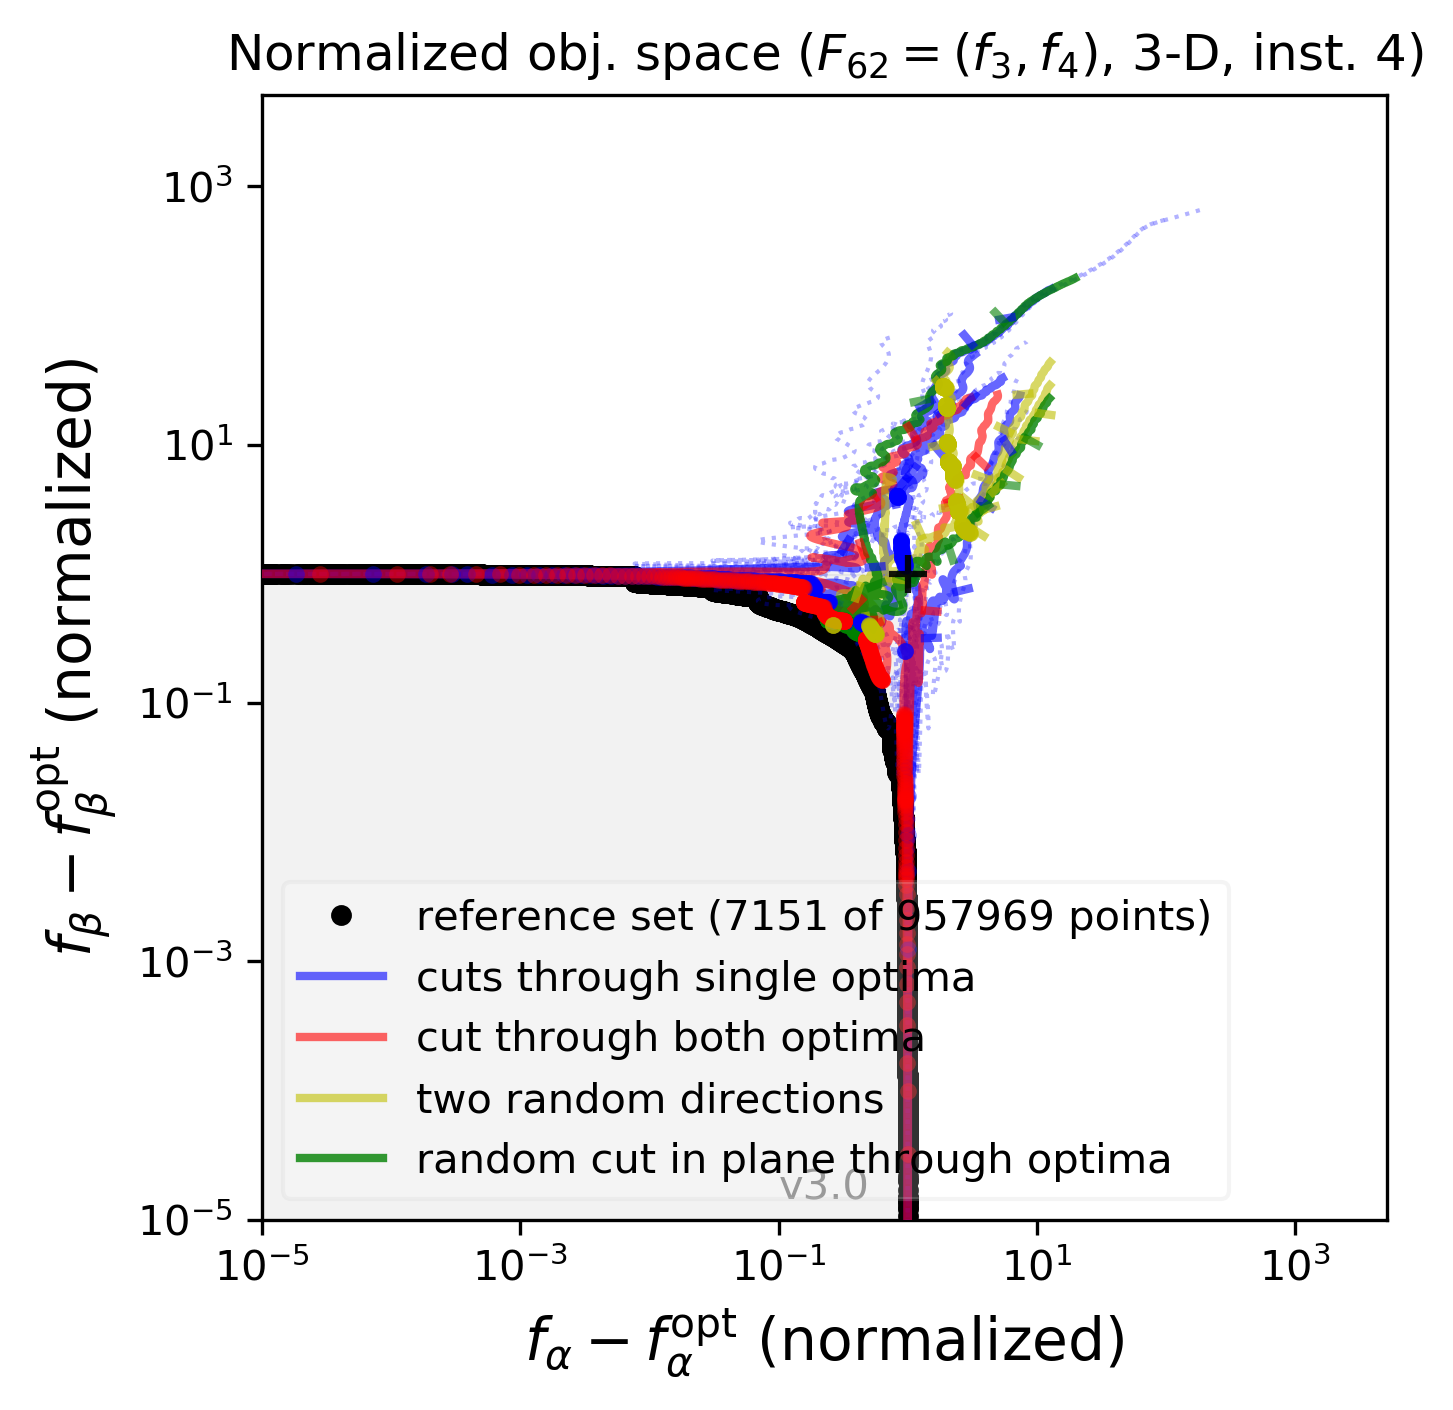 Normalized obj. space (F₆₂ = (f₃, f₄), 3-D, inst. 4)
10³
10¹
10⁻¹
10⁻³
10⁻⁵
f_β − f_β^opt (normalized)
reference set (7151 of 957969 points)
cuts through single optima
cut through both optima
two random directions
random cut in plane through optima
v3.0
10⁻⁵
10⁻³
10⁻¹
10¹
10³
f_α − f_α^opt (normalized)